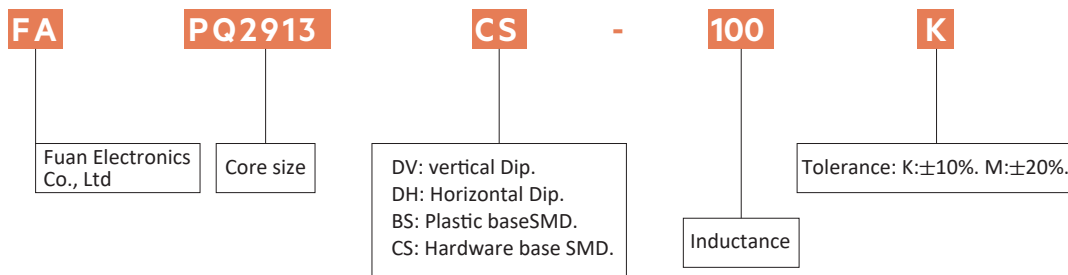 FA PQ2913 CS - 100 K
Fuan Electronics
Co., Ltd
Core size
DV: vertical Dip.
DH: Horizontal Dip.
BS: Plastic baseSMD.
CS: Hardware base SMD.
Inductance
Tolerance: K:±10%. M:±20%.